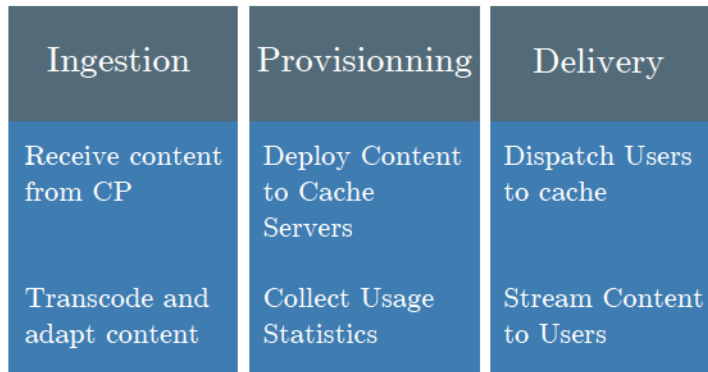 Ingestion
Receive content
from CP
Transcode and
adapt content
Provisionning
Deploy Content
to Cache
Servers
Collect Usage
Statistics
Delivery
Dispatch Users
to cache
Stream Content
to Users